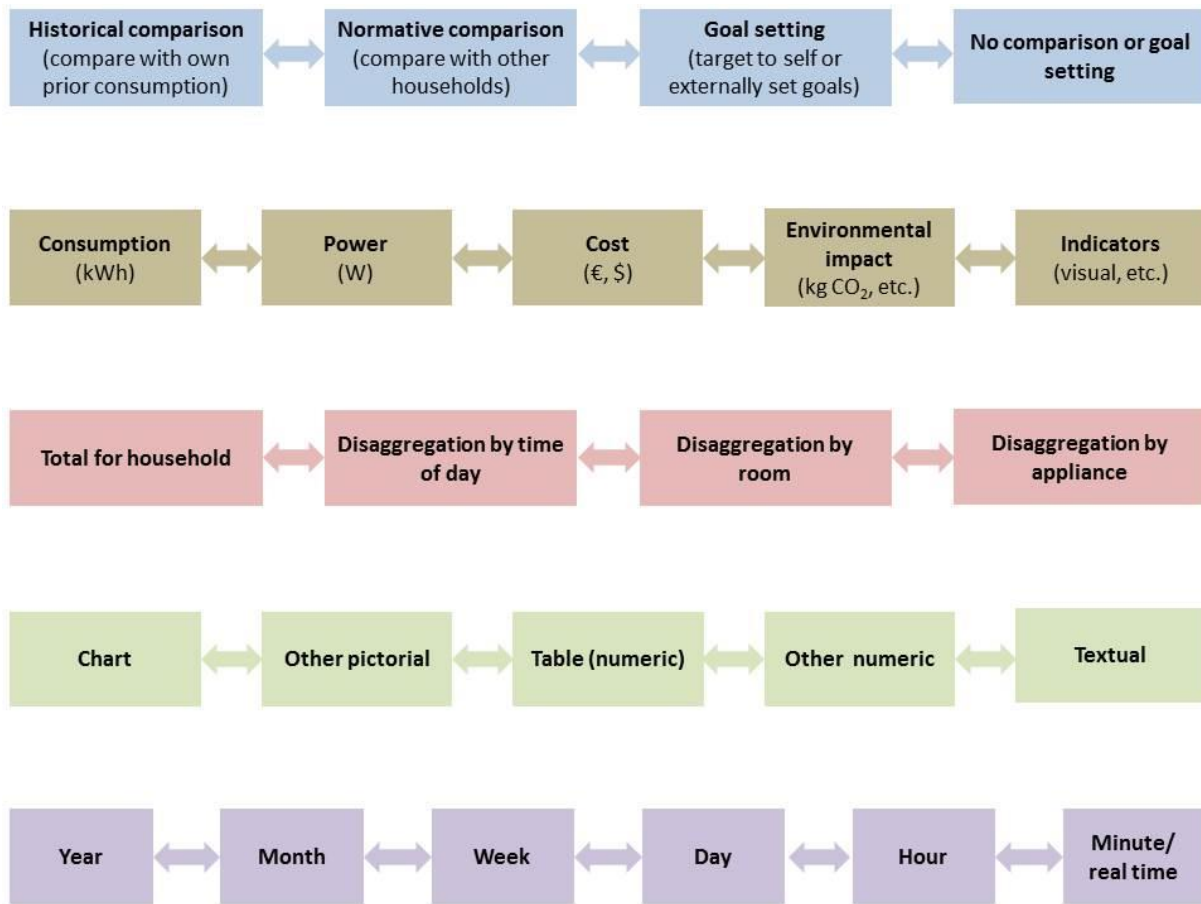 Historical comparison
(compare with own
prior consumption)
Normative comparison
(compare with other
households)
Goal setting
(target to self or
externally set goals)
No comparison or goal
setting
Consumption
(kWh)
Power
(W)
Cost
(€, $)
Environmental
impact
(kg CO₂, etc.)
Indicators
(visual, etc.)
Total for household
Disaggregation by time
of day
Disaggregation by
room
Disaggregation by
appliance
Chart
Other pictorial
Table (numeric)
Other numeric
Textual
Year
Month
Week
Day
Hour
Minute/
real time